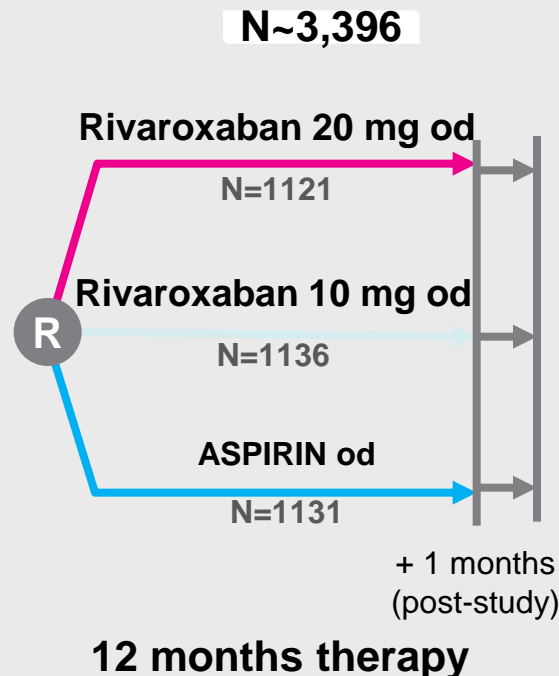 N~3,396
Rivaroxaban 20 mg od
N=1121
Rivaroxaban 10 mg od
R
N=1136
ASPIRIN od
N=1131
+ 1 months
(post-study)
12 months therapy